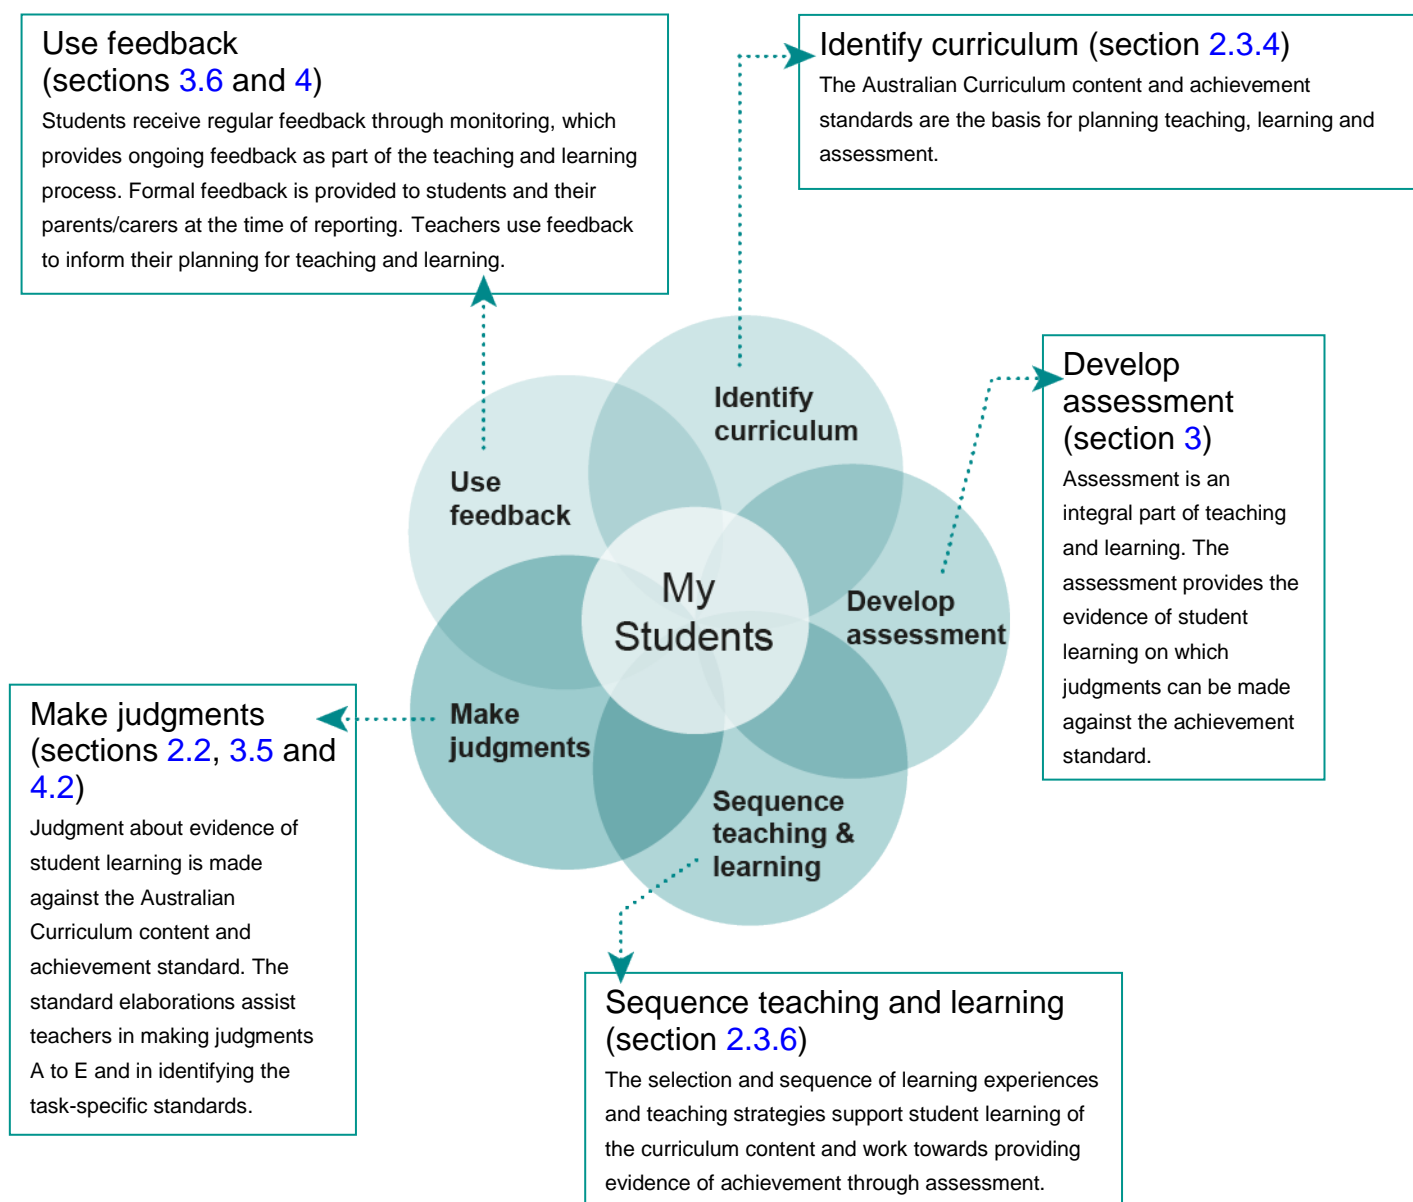 Use feedback
(sections 3.6 and 4)
Students receive regular feedback through monitoring, which
provides ongoing feedback as part of the teaching and learning
process. Formal feedback is provided to students and their
parents/carers at the time of reporting. Teachers use feedback
to inform their planning for teaching and learning.
Identify curriculum (section 2.3.4)
The Australian Curriculum content and achievement
standards are the basis for planning teaching, learning and
assessment.
Develop
assessment
(section 3)
Assessment is an
integral part of teaching
and learning. The
assessment provides the
evidence of student
learning on which
judgments can be made
against the achievement
standard.
Identify
curriculum
Use
feedback
My
Students
Develop
assessment
Make
judgments
Sequence
teaching &
learning
Make judgments
(sections 2.2, 3.5 and
4.2)
Judgment about evidence of
student learning is made
against the Australian
Curriculum content and
achievement standard. The
standard elaborations assist
teachers in making judgments
A to E and in identifying the
task-specific standards.
Sequence teaching and learning
(section 2.3.6)
The selection and sequence of learning experiences
and teaching strategies support student learning of
the curriculum content and work towards providing
evidence of achievement through assessment.